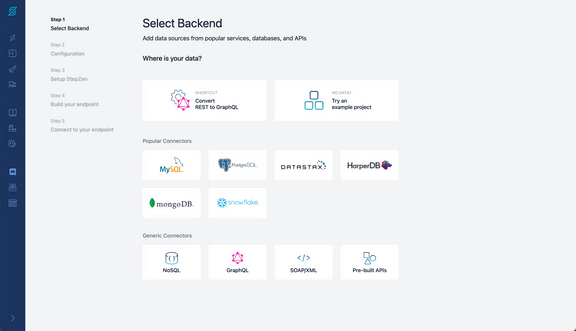 Step 1
Select Backend
Step 2
Configuration
Step 3
Setup StepZen
Step 4
Build your endpoint
Step 5
Connect to your endpoint
Select Backend
Add data sources from popular services, databases, and APIs
Where is your data?
SHORTCUT
Convert
REST to GraphQL
NO DATA?
Try an
example project
Popular Connectors
MySQL
PostgreSQL
DATASTAX
HarperDB
mongoDB
snowflake
Generic Connectors
NoSQL
GraphQL
SOAP/XML
Pre-built APIs